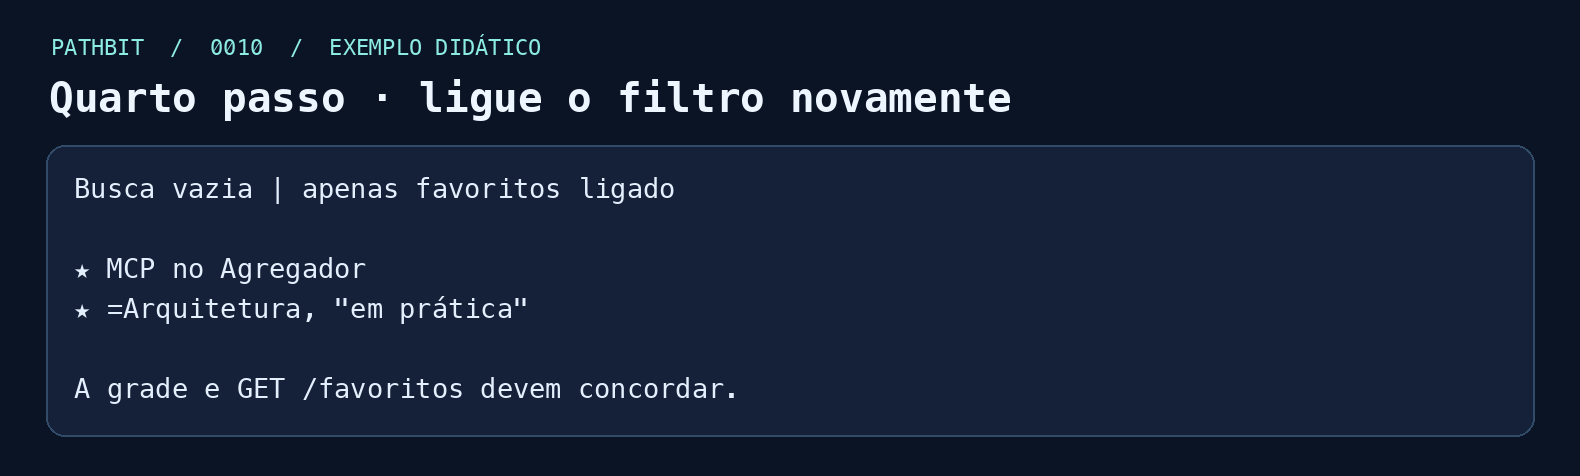 PATHBIT / 0010 / EXEMPLO DIDÁTICO
Quarto passo · ligue o filtro novamente
Busca vazia | apenas favoritos ligado
★ MCP no Agregador
★ =Arquitetura, "em prática"
A grade e GET /favoritos devem concordar.